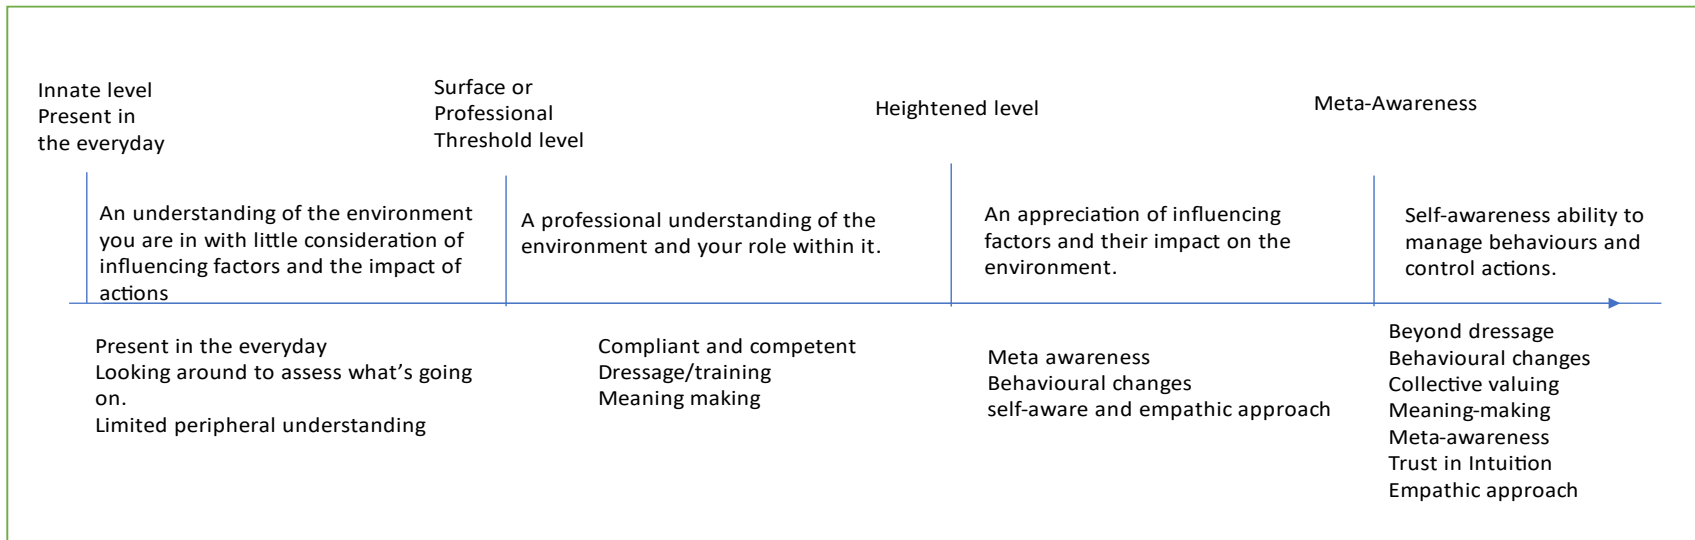 Innate level
Present in
the everyday
Surface or
Professional
Threshold level
Heightened level
Meta-Awareness
An understanding of the environment
you are in with little consideration of
influencing factors and the impact of
actions
A professional understanding of the
environment and your role within it.
An appreciation of influencing
factors and their impact on the
environment.
Self-awareness ability to
manage behaviours and
control actions.
Present in the everyday
Looking around to assess what's going
on.
Limited peripheral understanding
Compliant and competent
Dressage/training
Meaning making
Meta awareness
Behavioural changes
self-aware and empathic approach
Beyond dressage
Behavioural changes
Collective valuing
Meaning-making
Meta-awareness
Trust in Intuition
Empathic approach